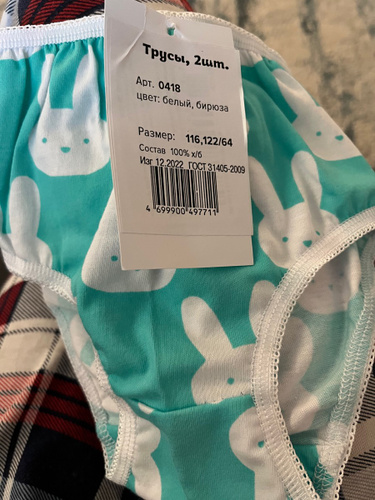 Трусы, 2шт.
Арт. 0418
цвет: белый, бирюза
Размер: 116,122/64
Состав 100% х/б
Изг 12.2022 ГОСТ 31405-2009
4 699900 497711